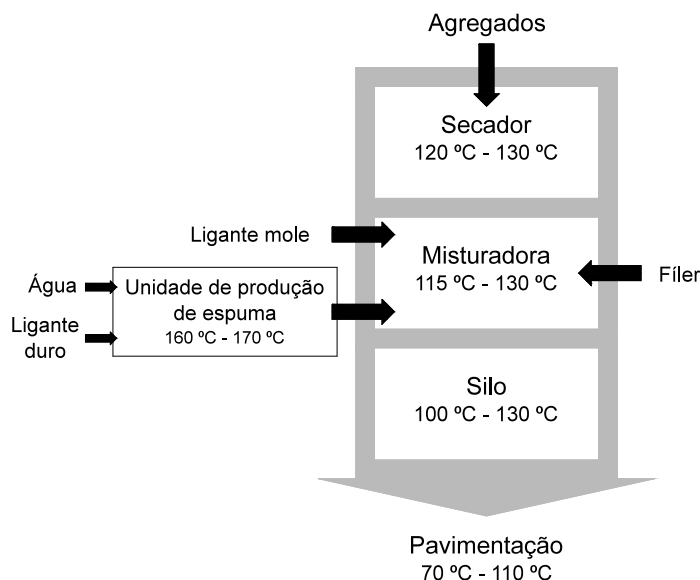 Agregados
Secador
120 ºC - 130 ºC
Ligante mole
Misturadora
115 ºC - 130 ºC
Fíler
Água
Unidade de produção
de espuma
160 ºC - 170 ºC
Ligante
duro
Silo
100 ºC - 130 ºC
Pavimentação
70 ºC - 110 ºC